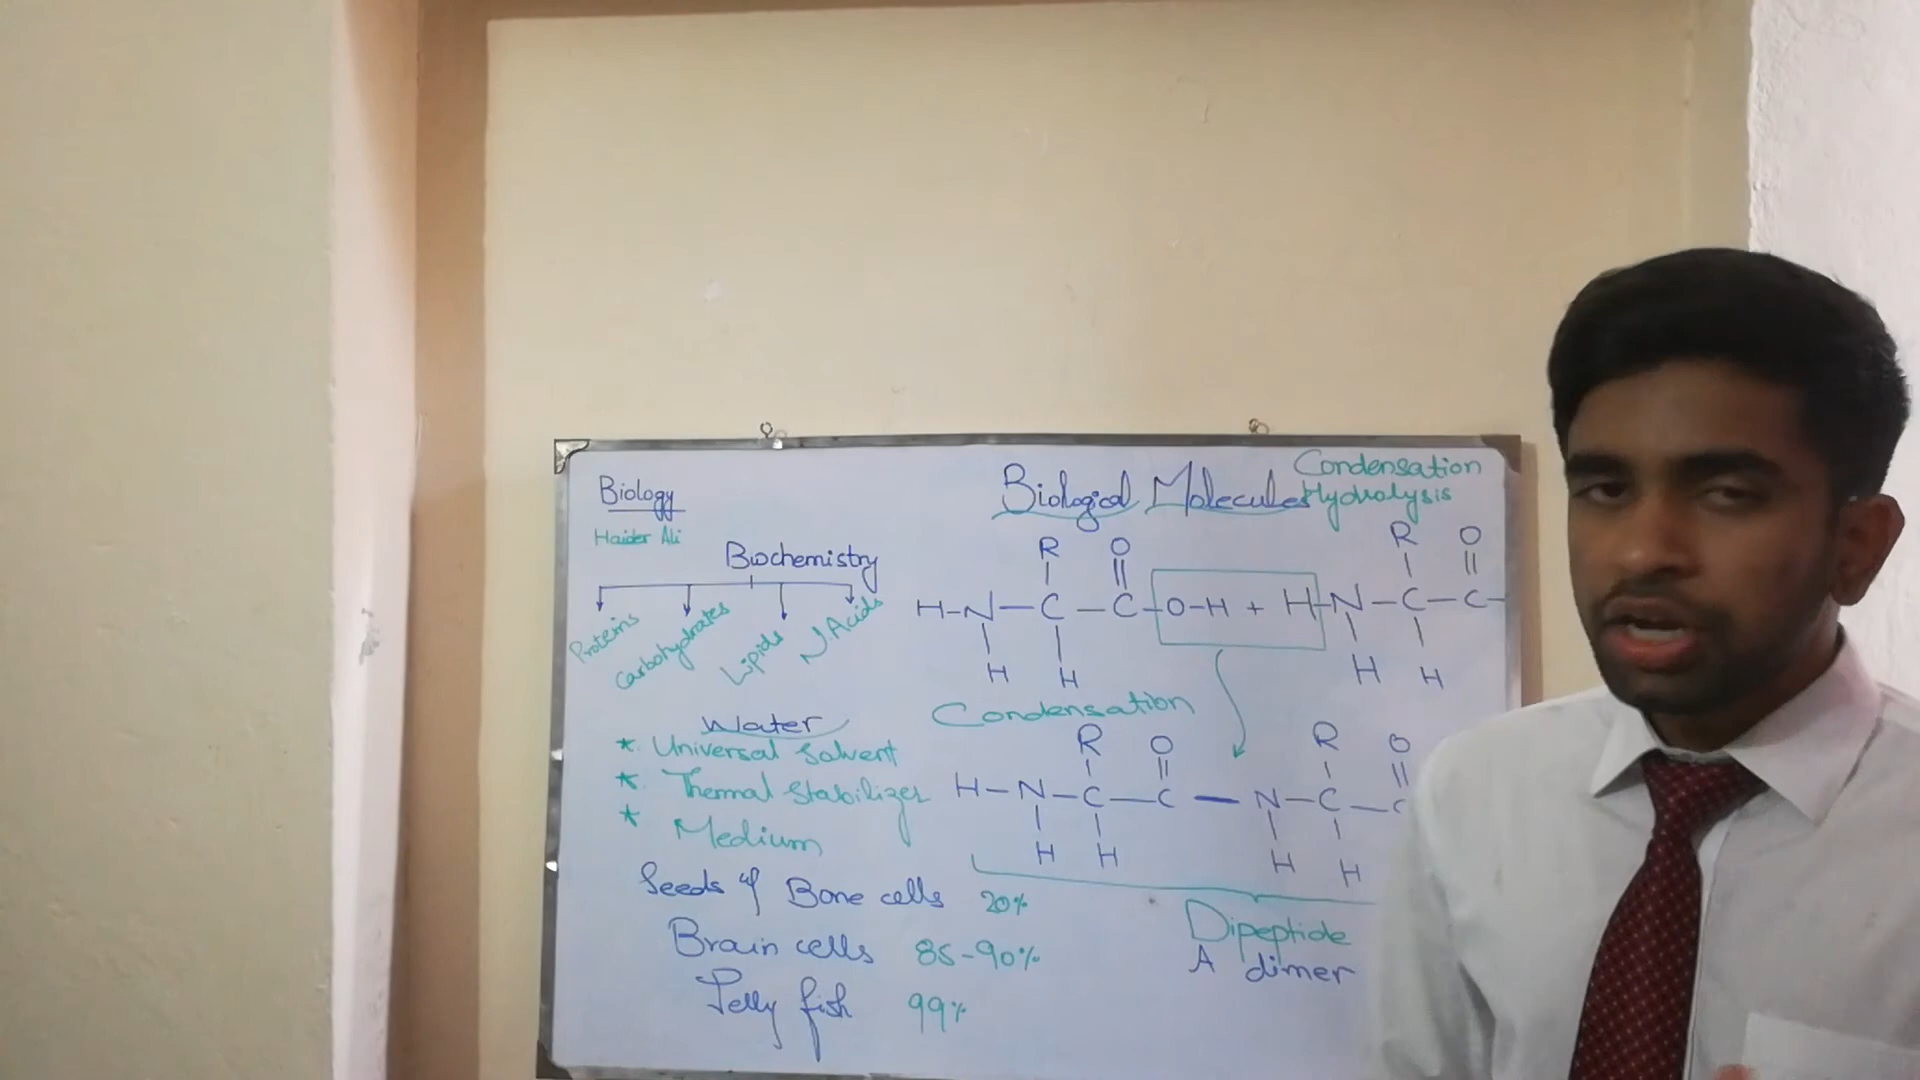 Biology
Haider Ali
Biochemistry
Proteins
Carbohydrates
Lipids
N Acids
Water
* Universal Solvent
* Thermal Stabilizer
* Medium
Seeds of Bone cells 20%
Brain cells 85-90%
Jelly fish 99%
Biological Molecules
Condensation
Hydrolysis
R O R O
H-N-C-C-O-H + H-N-C-C-
H H H H
Condensation
R O R O
H-N-C-C-N-C-C
H H H H
Dipeptide
A dimer